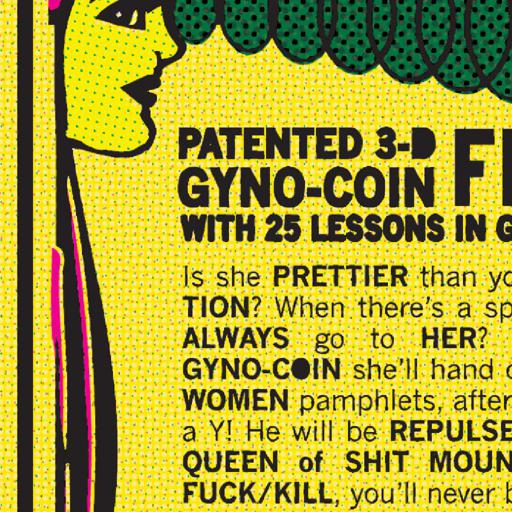 PATENTED 3-D
GYNO-COIN
WITH 25 LESSONS IN
Is she PRETTIER than
TION? When there's a
ALWAYS go to HER?
GYNO-COIN she'll hand
WOMEN pamphlets, after
a Y! He will be REPULSE
QUEEN of SHIT MOUN
FUCK/KILL, you'll never